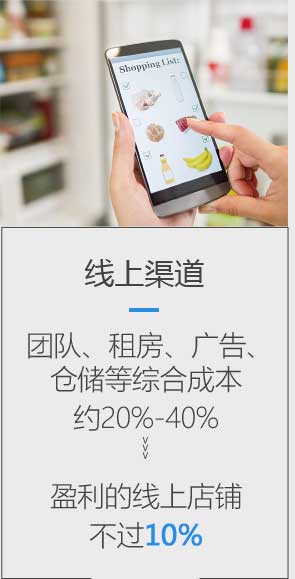 Shopping List:
线上渠道
团队、租房、广告、
仓储等综合成本
约20%-40%
盈利的线上店铺
不过10%